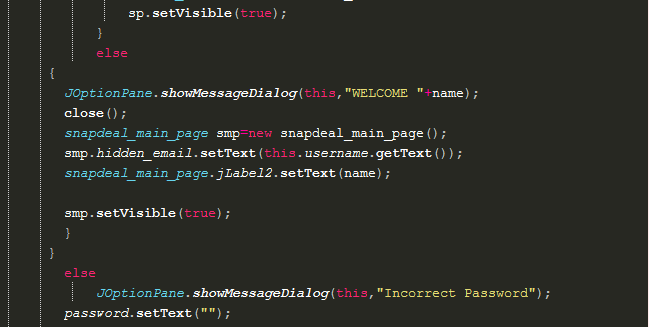 sp.setVisible(true);
}
else
{
JOptionPane.showMessageDialog(this,"WELCOME "+name);
close();
snapdeal_main_page smp=new snapdeal_main_page();
smp.hidden_email.setText(this.username.getText());
snapdeal_main_page.jLabel2.setText(name);
smp.setVisible(true);
}
}
else
JOptionPane.showMessageDialog(this,"Incorrect Password");
password.setText("");